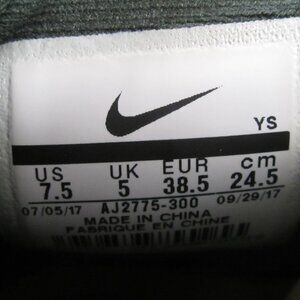 YS
US UK EUR cm
7.5 5 38.5 24.5
07/05/17 AJ2775-300 09/29/17
MADE IN CHINA
FABRIQUE EN CHINE